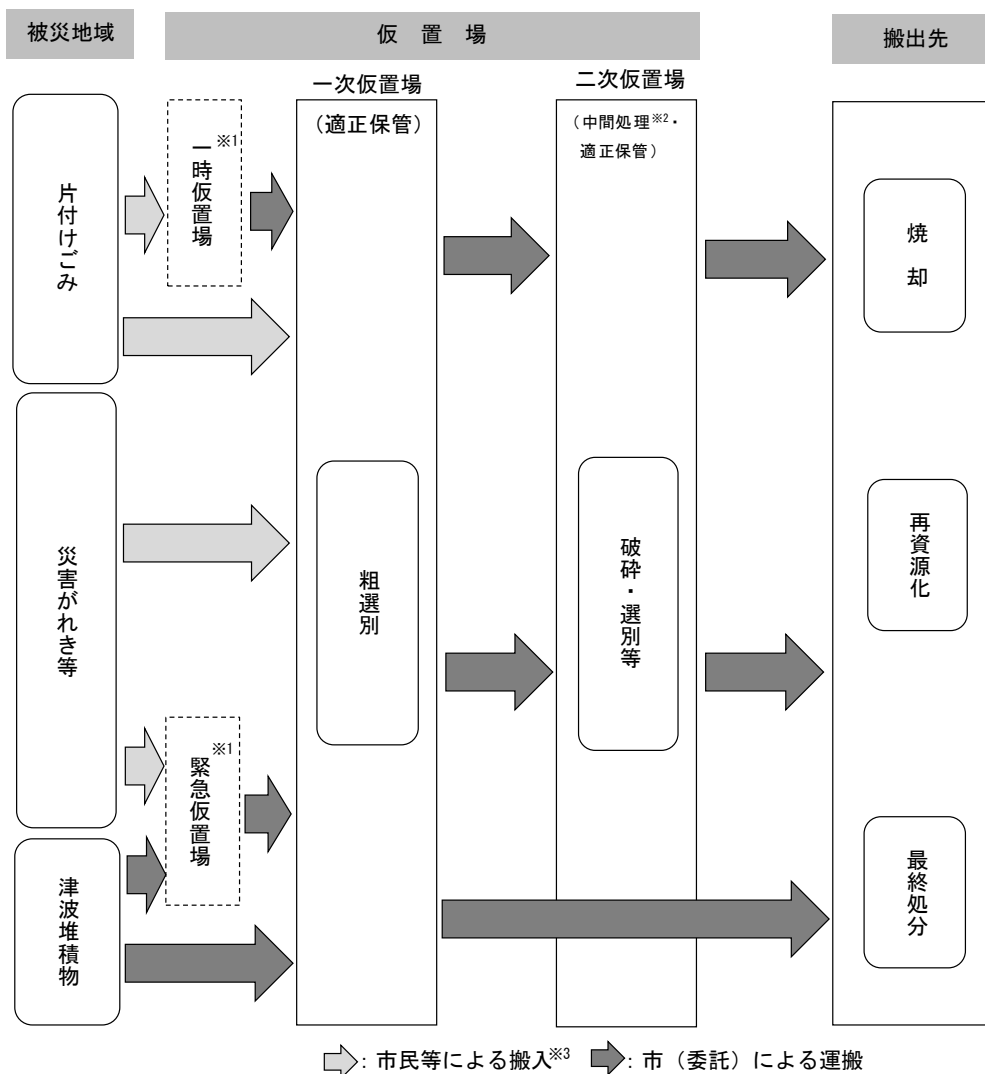 被災地域
仮 置 場
搬出先
一次仮置場
（適正保管）
二次仮置場
（中間処理※2・
適正保管）
片付けごみ
一時仮置場※1
災害がれき等
緊急仮置場※1
津波堆積物
粗選別
破砕・選別等
焼 却
再資源化
最終処分
：市民等による搬入※3 ：市（委託）による運搬